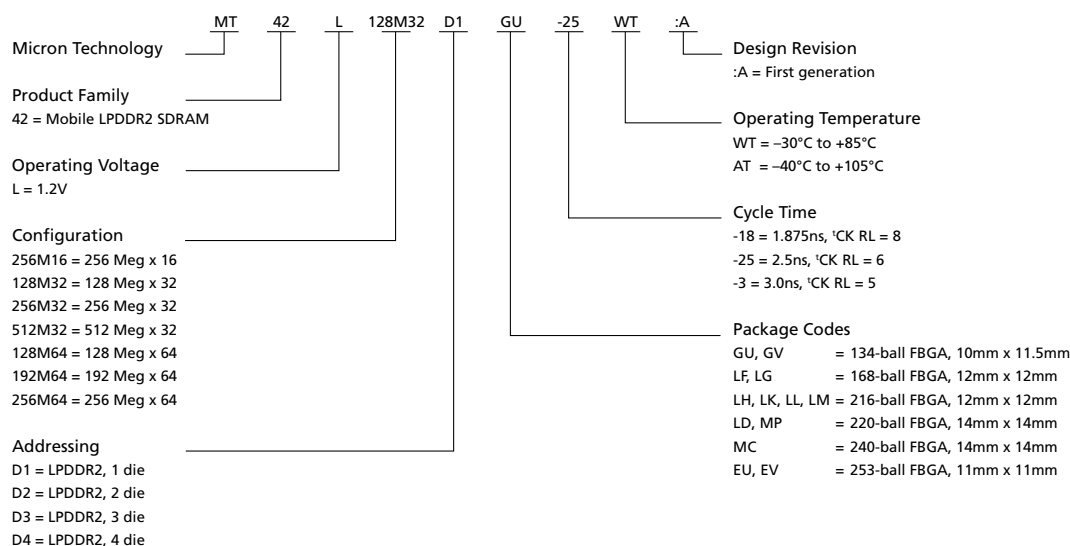 MT 42 L 128M32 D1 GU -25 WT :A
Micron Technology
Product Family
42 = Mobile LPDDR2 SDRAM
Operating Voltage
L = 1.2V
Configuration
256M16 = 256 Meg x 16
128M32 = 128 Meg x 32
256M32 = 256 Meg x 32
512M32 = 512 Meg x 32
128M64 = 128 Meg x 64
192M64 = 192 Meg x 64
256M64 = 256 Meg x 64
Addressing
D1 = LPDDR2, 1 die
D2 = LPDDR2, 2 die
D3 = LPDDR2, 3 die
D4 = LPDDR2, 4 die
Design Revision
:A = First generation
Operating Temperature
WT = –30°C to +85°C
AT = –40°C to +105°C
Cycle Time
-18 = 1.875ns, ᵗCK RL = 8
-25 = 2.5ns, ᵗCK RL = 6
-3 = 3.0ns, ᵗCK RL = 5
Package Codes
GU, GV = 134-ball FBGA, 10mm x 11.5mm
LF, LG = 168-ball FBGA, 12mm x 12mm
LH, LK, LL, LM = 216-ball FBGA, 12mm x 12mm
LD, MP = 220-ball FBGA, 14mm x 14mm
MC = 240-ball FBGA, 14mm x 14mm
EU, EV = 253-ball FBGA, 11mm x 11mm